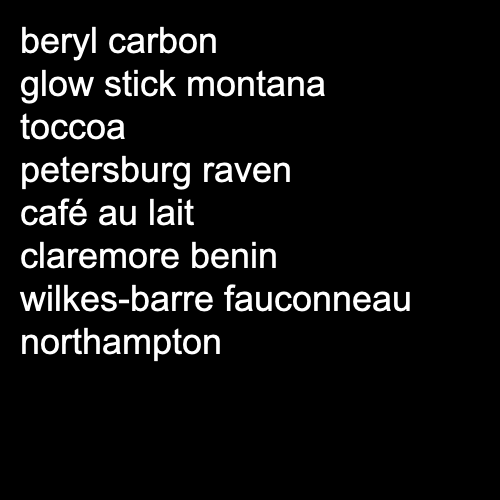 beryl carbon
glow stick montana
toccoa
petersburg raven
café au lait
claremore benin
wilkes-barre fauconneau
northampton